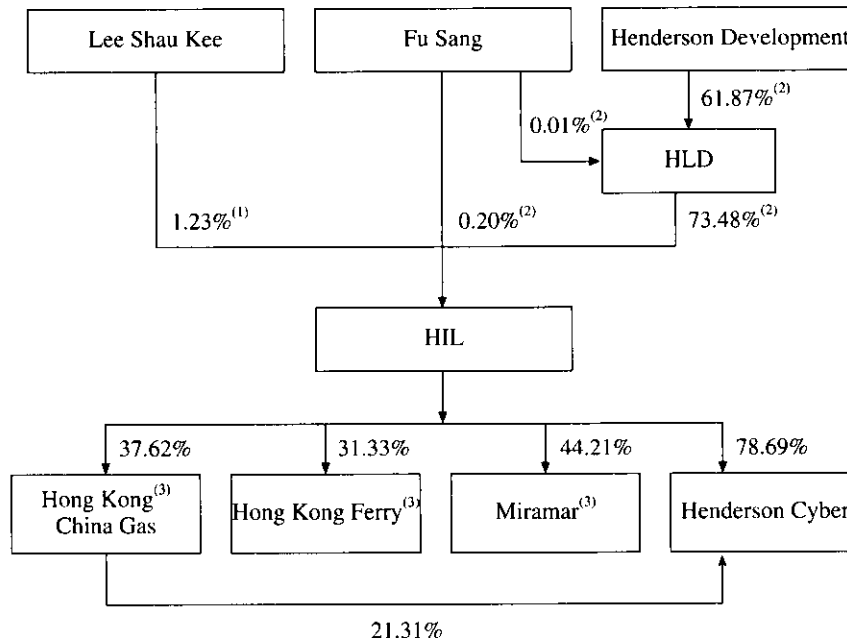 Lee Shau Kee
Fu Sang
Henderson Development
61.87%(2)
0.01%(2)
HLD
1.23%(1)
0.20%(2)
73.48%(2)
HIL
37.62%
31.33%
44.21%
78.69%
Hong Kong(3)
China Gas
Hong Kong Ferry(3)
Miramar(3)
Henderson Cyber
21.31%